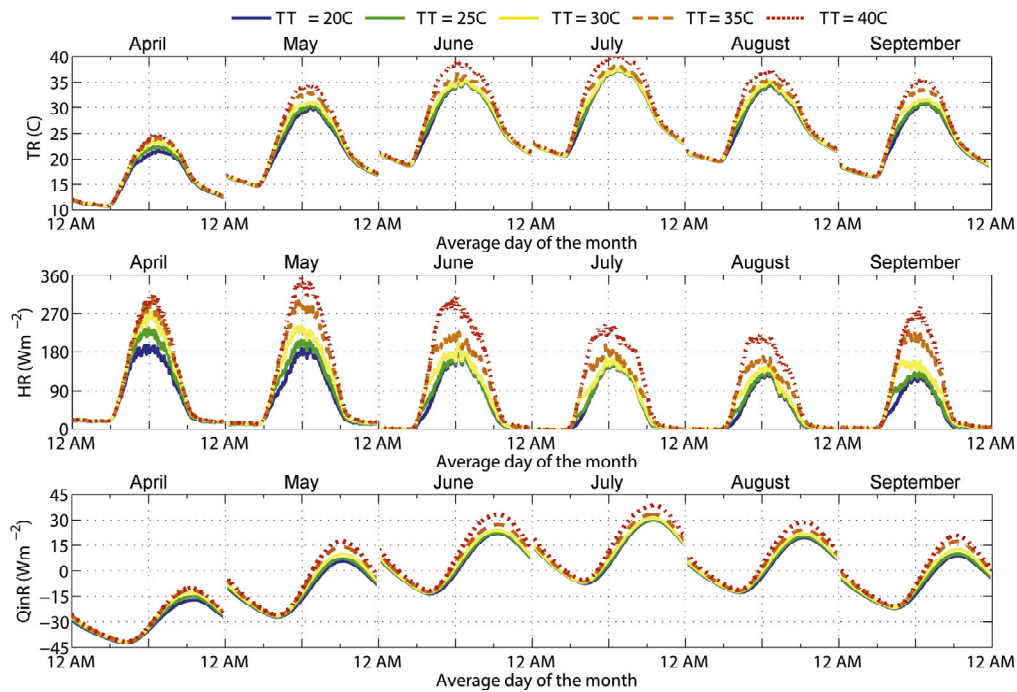 TT = 20C TT = 25C TT = 30C TT = 35C TT = 40C
April May June July August September
40
35
30
25
20
15
10
TR (C)
12 AM 12 AM 12 AM 12 AM 12 AM 12 AM 12 AM
Average day of the month
April May June July August September
360
270
180
90
0
HR (Wm −2)
12 AM 12 AM 12 AM 12 AM 12 AM 12 AM 12 AM
Average day of the month
April May June July August September
45
30
15
0
−15
−30
−45
QinR (Wm −2)
12 AM 12 AM 12 AM 12 AM 12 AM 12 AM 12 AM
Average day of the month